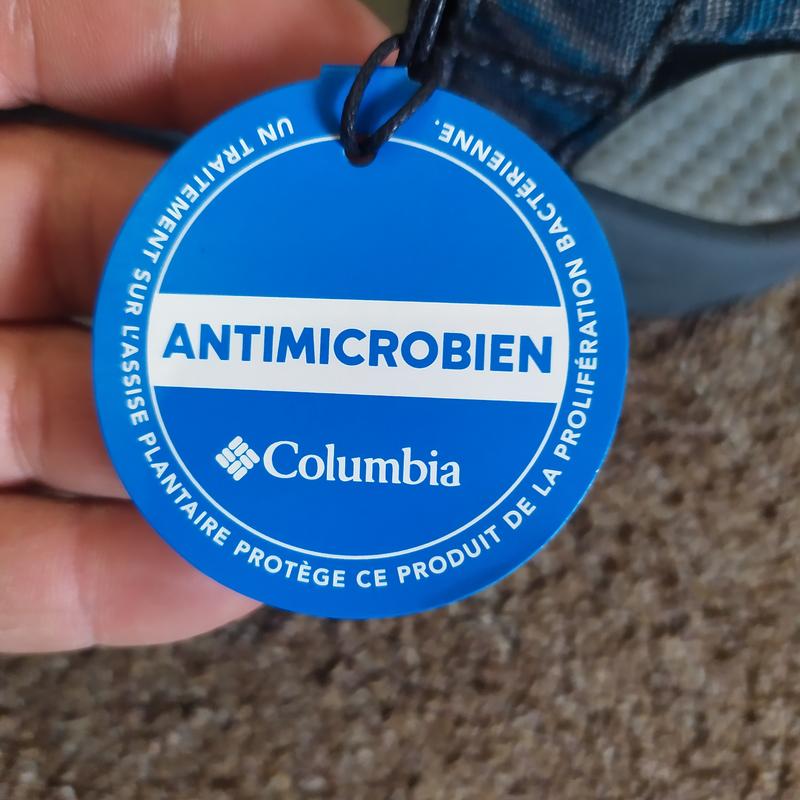 UN TRAITEMENT SUR L'ASSISE PLANTAIRE PROTÈGE CE PRODUIT DE LA PROLIFÉRATION BACTÉRIENNE.
ANTIMICROBIEN
Columbia